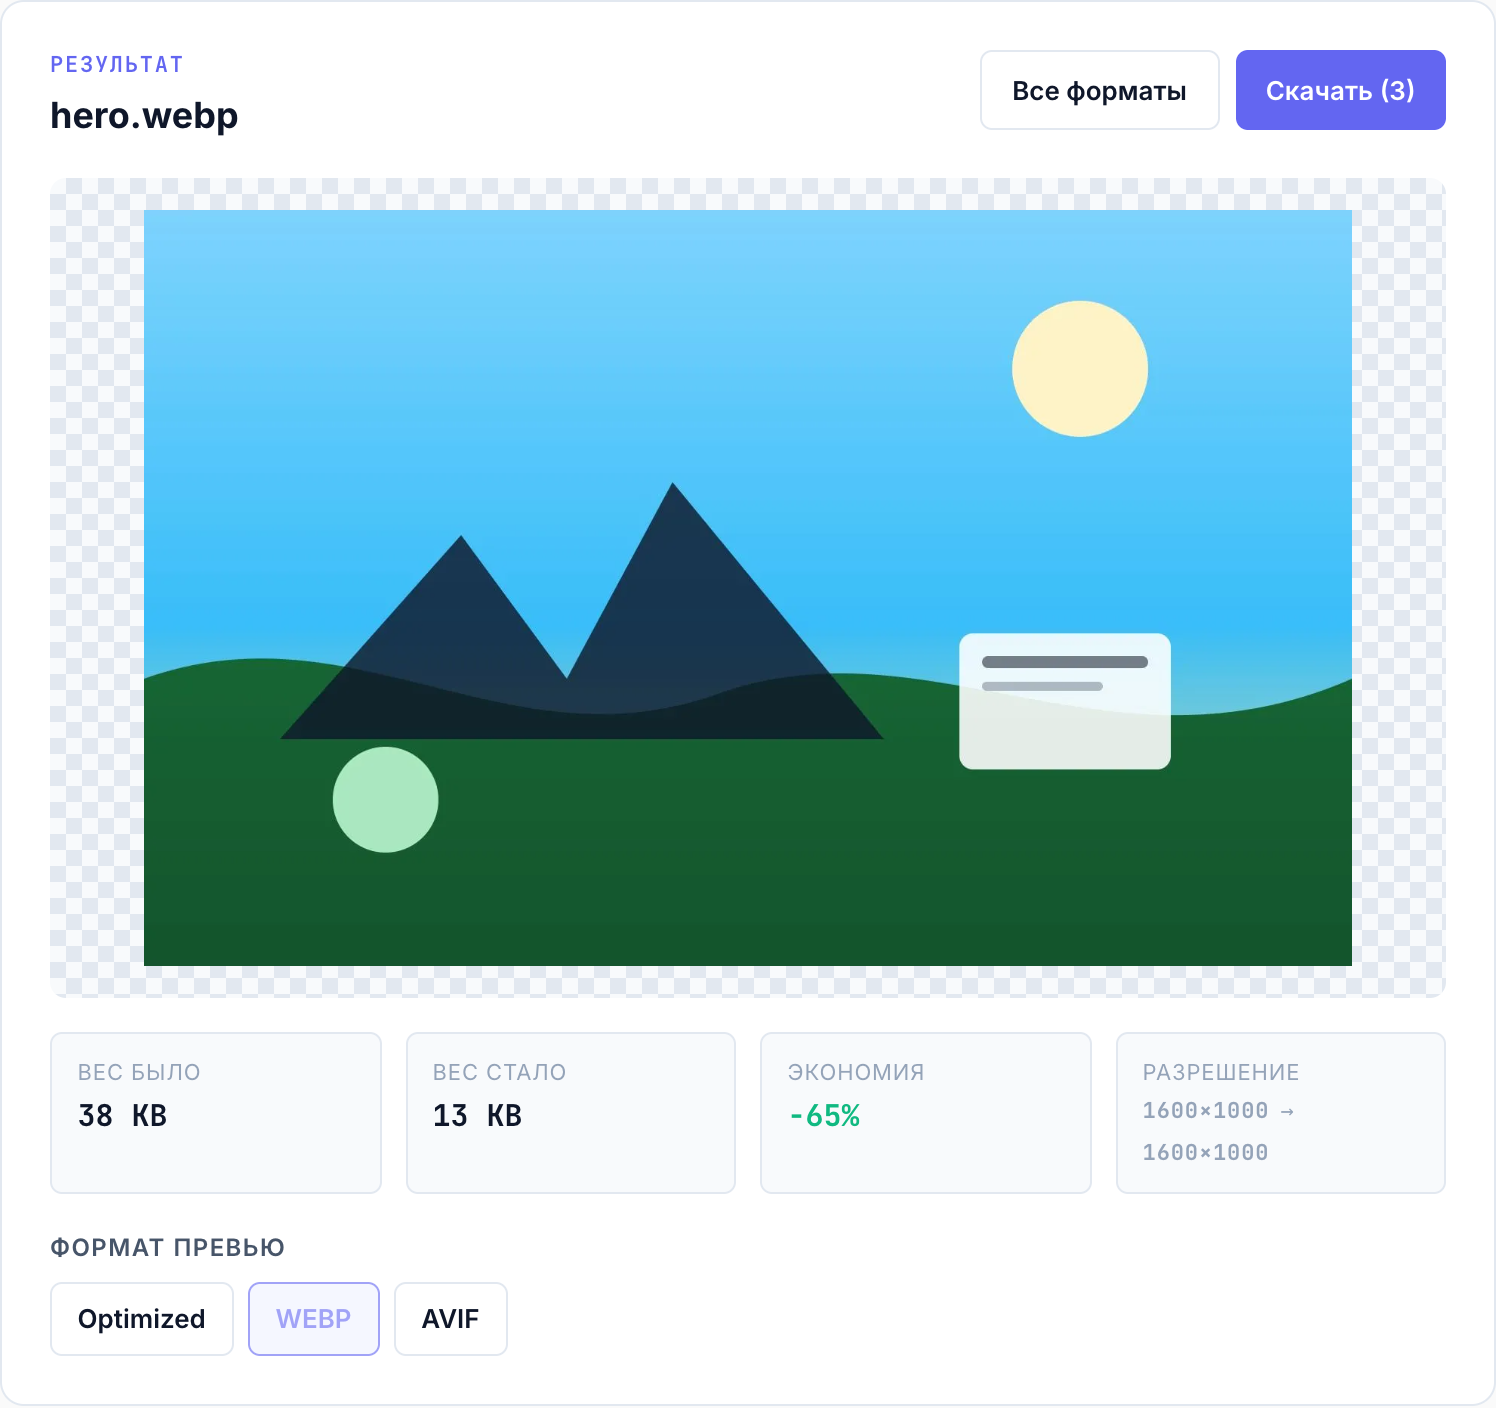 РЕЗУЛЬТАТ
hero.webp
Все форматы
Скачать (3)
ВЕС БЫЛО
38 KB
ВЕС СТАЛО
13 KB
ЭКОНОМИЯ
-65%
РАЗРЕШЕНИЕ
1600×1000 →
1600×1000
ФОРМАТ ПРЕВЬЮ
Optimized
WEBP
AVIF